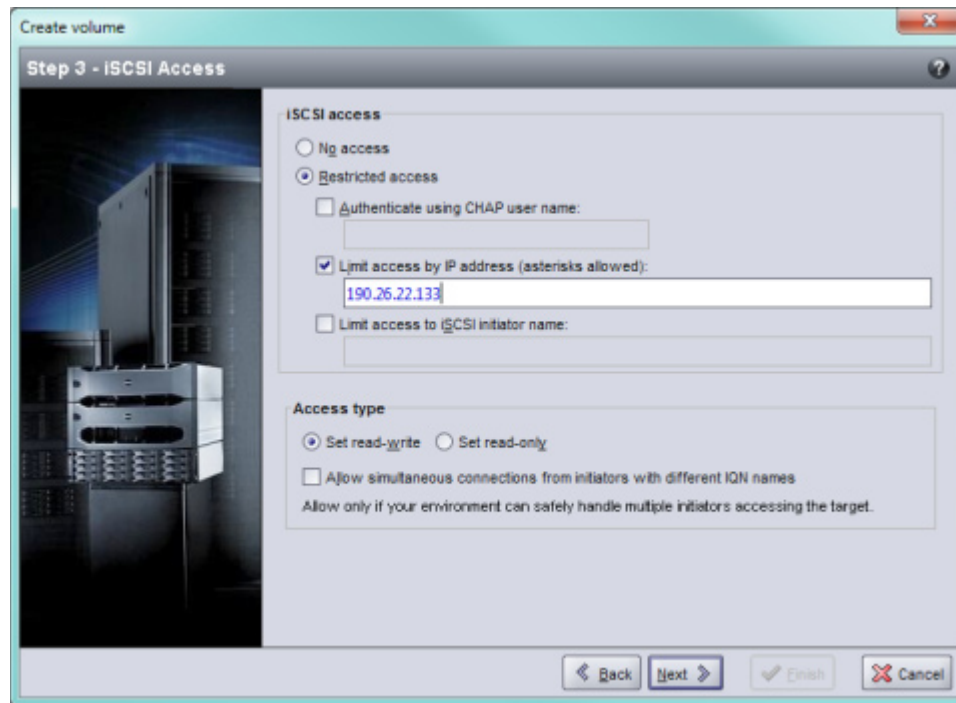 Create volume
Step 3 - iSCSI Access
?
iSCSI access
No access
Restricted access
Authenticate using CHAP user name:
Limit access by IP address (asterisks allowed):
190.26.22.133
Limit access to iSCSI initiator name:
Access type
Set read-write Set read-only
Allow simultaneous connections from initiators with different IQN names
Allow only if your environment can safely handle multiple initiators accessing the target.
Back Next Finish Cancel